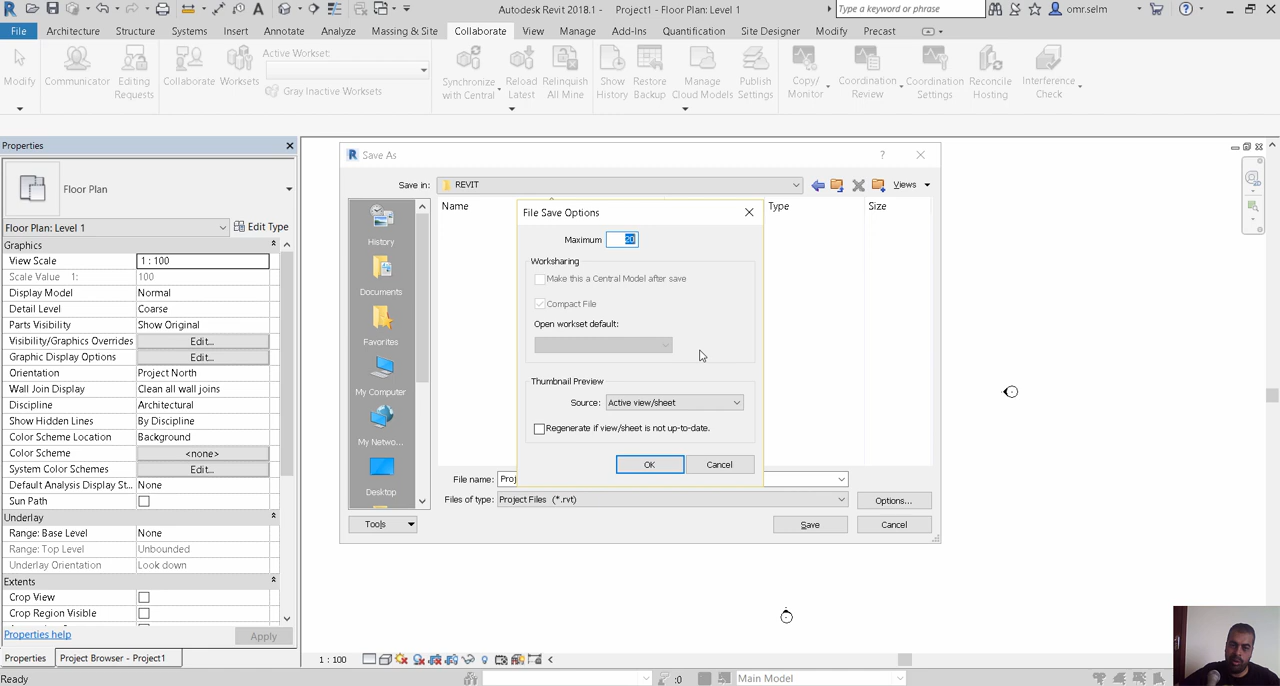 Autodesk Revit 2018.1 - Project1 - Floor Plan: Level 1
Type a keyword or phrase
omr.selm
File Architecture Structure Systems Insert Annotate Analyze Massing & Site Collaborate View Manage Add-Ins Quantification Site Designer Modify Precast
Modify
Communicator
Editing
Requests
Collaborate
Worksets
Active Workset:
Gray Inactive Worksets
Synchronize
with Central
Reload
Latest
Relinquish
All Mine
Show
History
Restore
Backup
Manage
Cloud Models
Publish
Settings
Copy/
Monitor
Coordination
Review
Coordination
Settings
Reconcile
Hosting
Interference
Check
Properties
Floor Plan
Floor Plan: Level 1 Edit Type
Graphics
View Scale 1 : 100
Scale Value 1: 100
Display Model Normal
Detail Level Coarse
Parts Visibility Show Original
Visibility/Graphics Overrides Edit...
Graphic Display Options Edit...
Orientation Project North
Wall Join Display Clean all wall joins
Discipline Architectural
Show Hidden Lines By Discipline
Color Scheme Location Background
Color Scheme <none>
System Color Schemes Edit...
Default Analysis Display St... None
Sun Path
Underlay
Range: Base Level None
Range: Top Level Unbounded
Underlay Orientation Look down
Extents
Crop View
Crop Region Visible
Properties help Apply
Properties Project Browser - Project1
Ready
Save As
Save in: REVIT Views
Name Type Size
History
Documents
Favorites
My Computer
My Netwo...
Desktop
File Save Options
Maximum 20
Worksharing
Make this a Central Model after save
Compact File
Open workset default:
Thumbnail Preview
Source: Active view/sheet
Regenerate if view/sheet is not up-to-date.
OK Cancel
File name: Proj
Files of type: Project Files (*.rvt) Options...
Tools Save Cancel
1 : 100
:0 Main Model